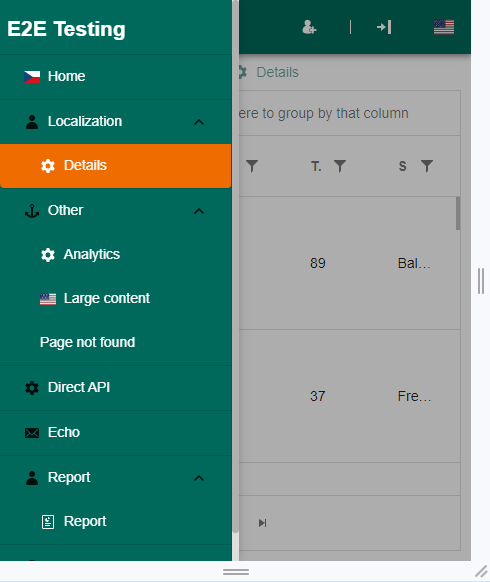 E2E Testing
Home
Localization
Details
Other
Analytics
Large content
Page not found
Direct API
Echo
Report
Report
Details
ere to group by that column
T.
S
89
Bal...
37
Fre...